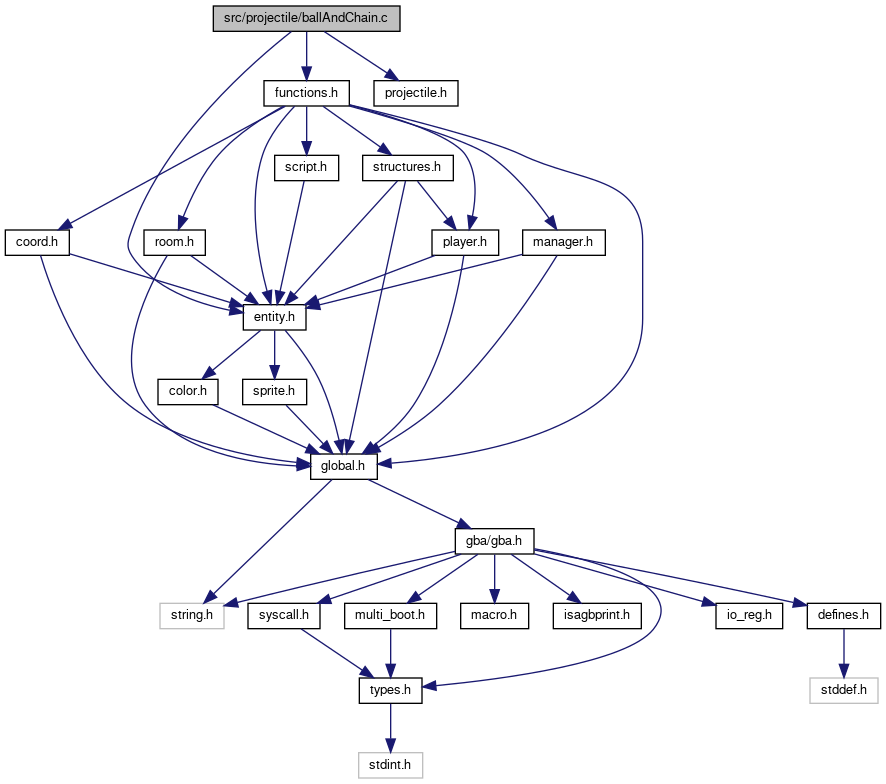 src/projectile/ballAndChain.c
functions.h
projectile.h
script.h
structures.h
coord.h
room.h
player.h
manager.h
entity.h
color.h
sprite.h
global.h
gba/gba.h
string.h
syscall.h
multi_boot.h
macro.h
isagbprint.h
io_reg.h
defines.h
types.h
stddef.h
stdint.h